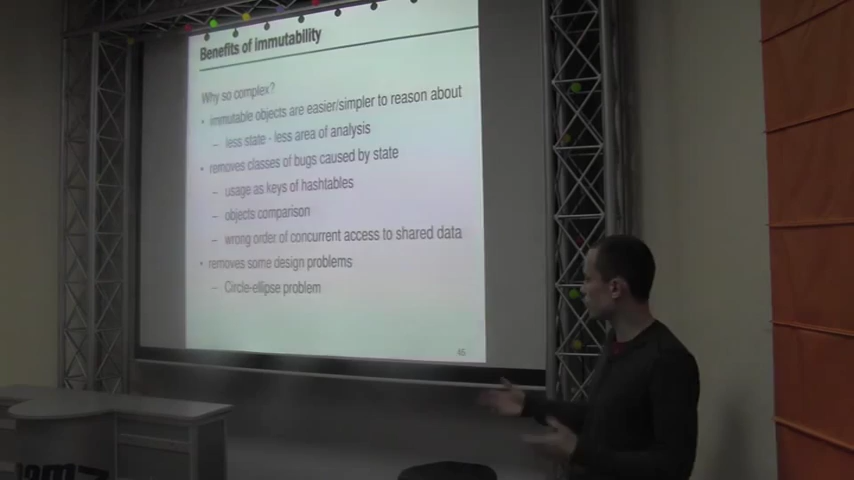 Benefits of immutability
Why so complex?
• immutable objects are easier/simpler to reason about
– less state - less area of analysis
• removes classes of bugs caused by state
– usage as keys of hashtables
– objects comparison
– wrong order of concurrent access to shared data
• removes some design problems
– Circle-ellipse problem